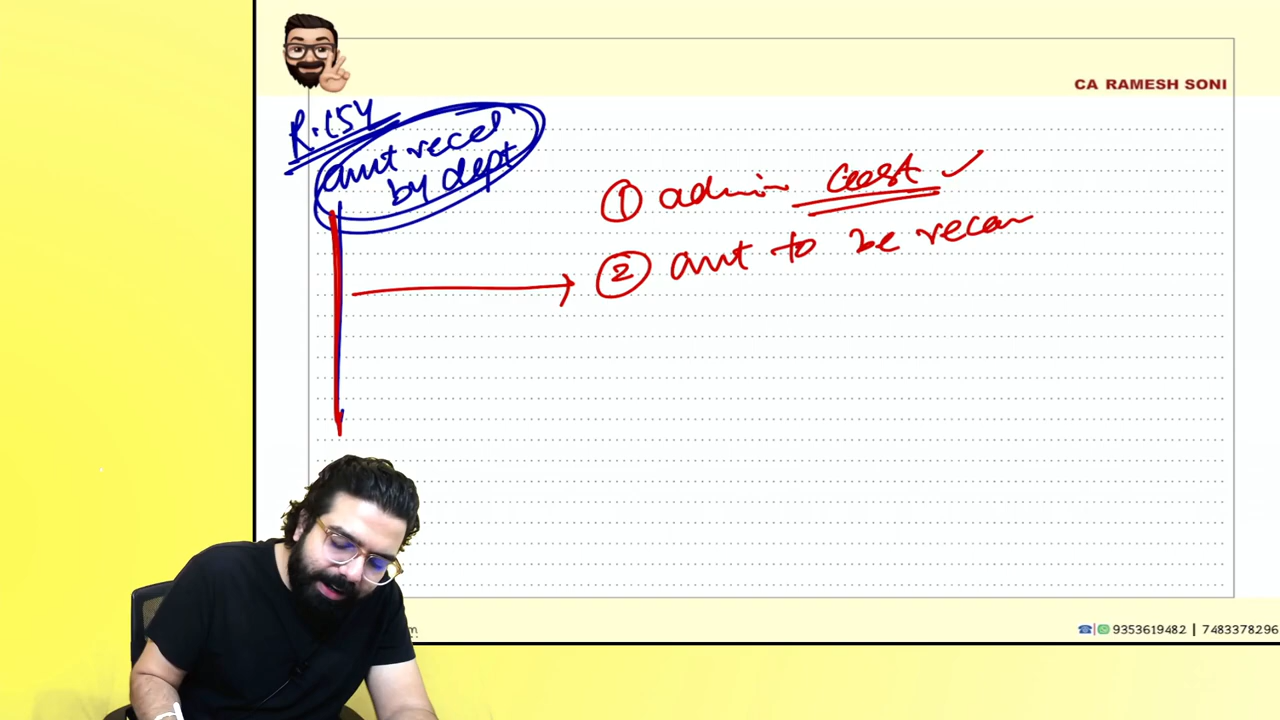 CA RAMESH SONI
R.154
amt recd
by dept
① admin cost ✓
② amt to be recov
9353619482 | 7483378296